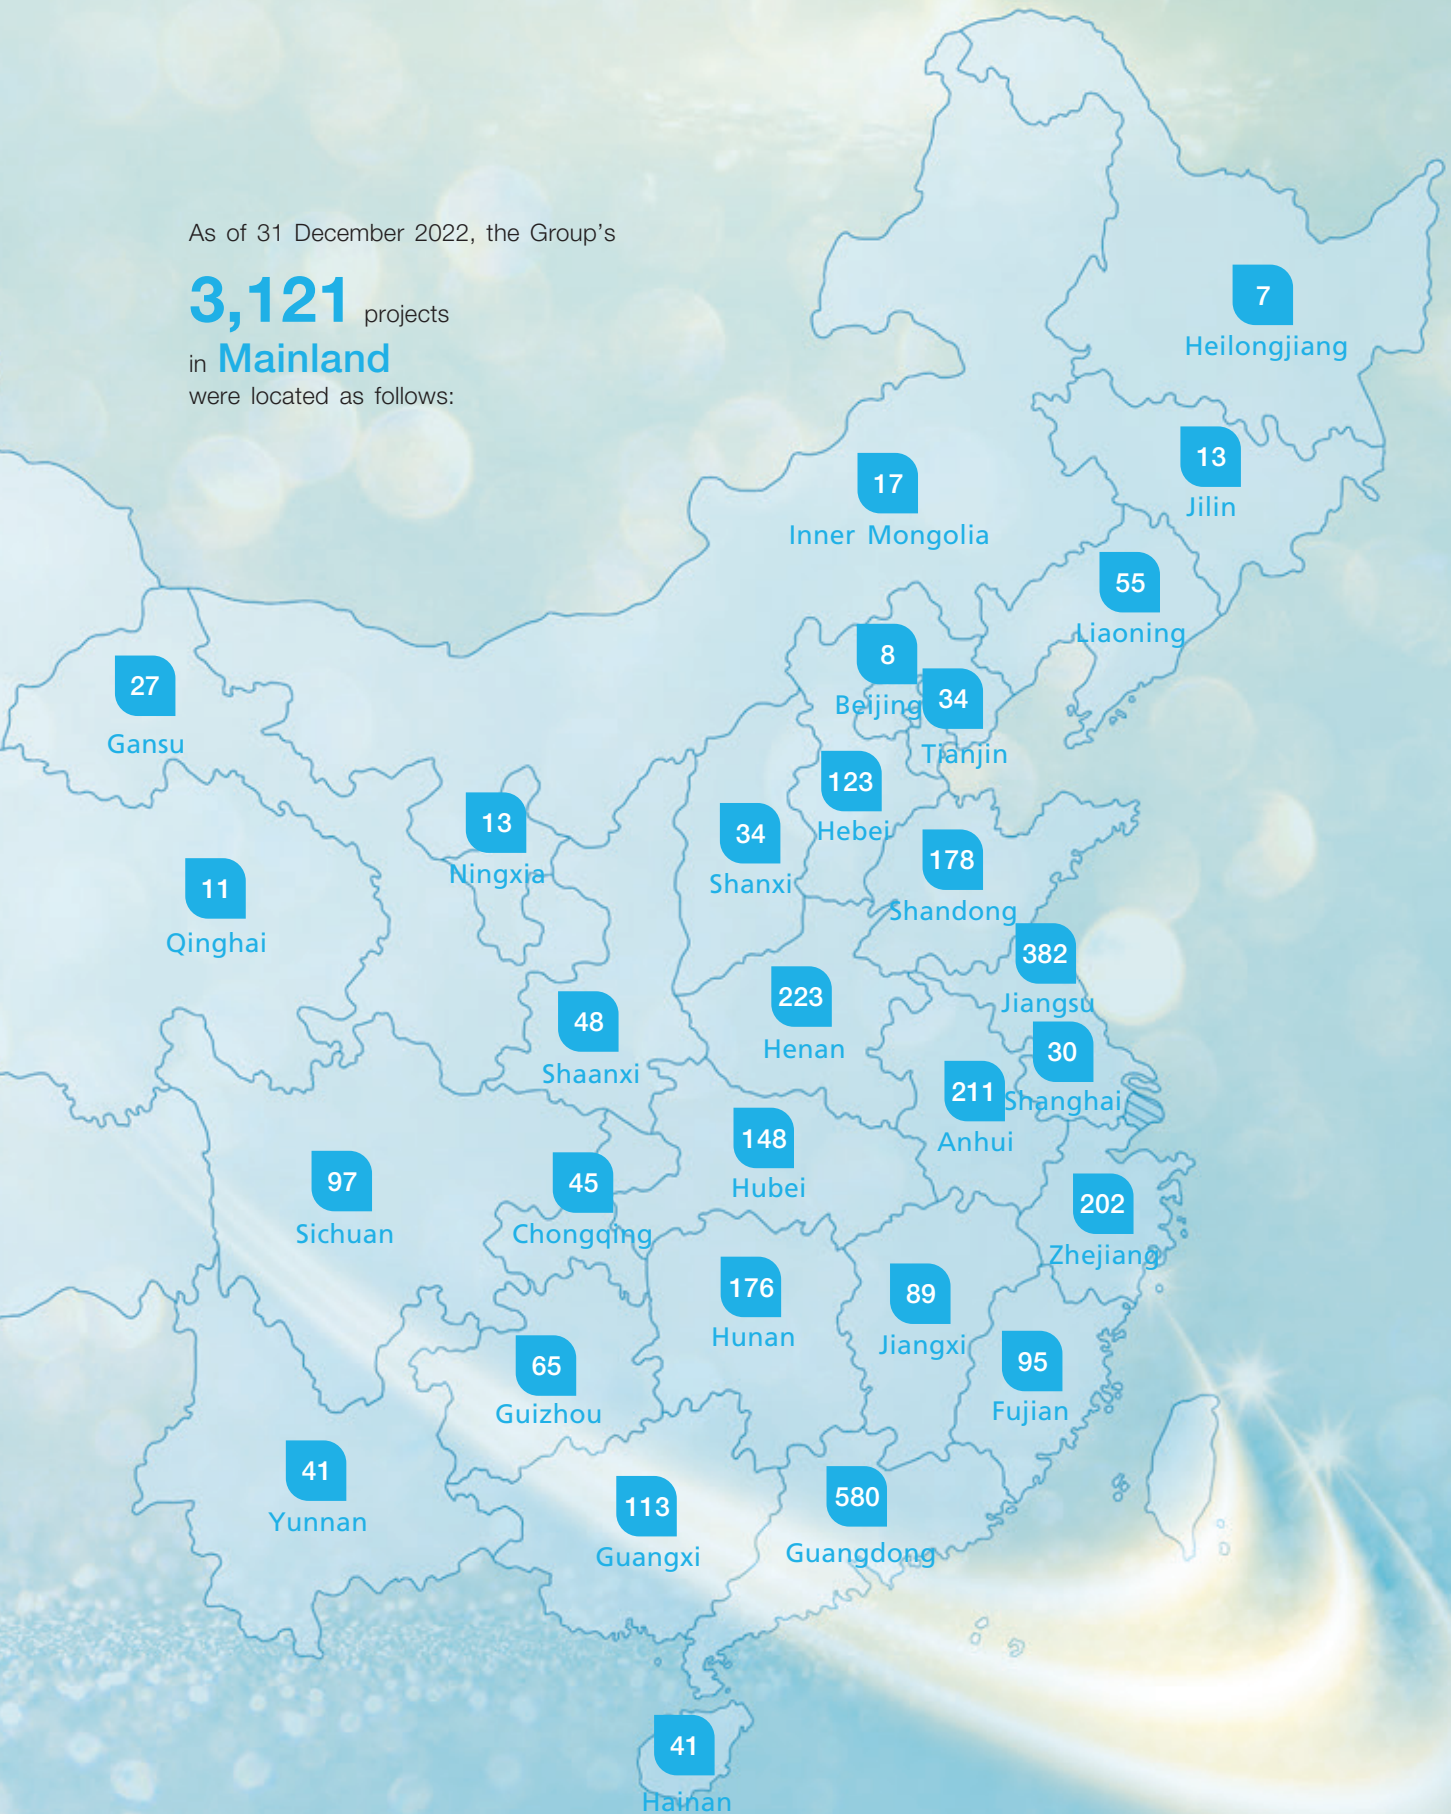 As of 31 December 2022, the Group's
3,121 projects
in Mainland
were located as follows:
7
Heilongjiang
13
Jilin
17
Inner Mongolia
55
Liaoning
8
Beijing
34
Tianjin
27
Gansu
123
Hebei
13
Ningxia
34
Shanxi
178
Shandong
11
Qinghai
382
Jiangsu
223
Henan
48
Shaanxi
30
Shanghai
211
Anhui
148
Hubei
97
Sichuan
45
Chongqing
202
Zhejiang
176
Hunan
89
Jiangxi
65
Guizhou
95
Fujian
41
Yunnan
113
Guangxi
580
Guangdong
41
Hainan